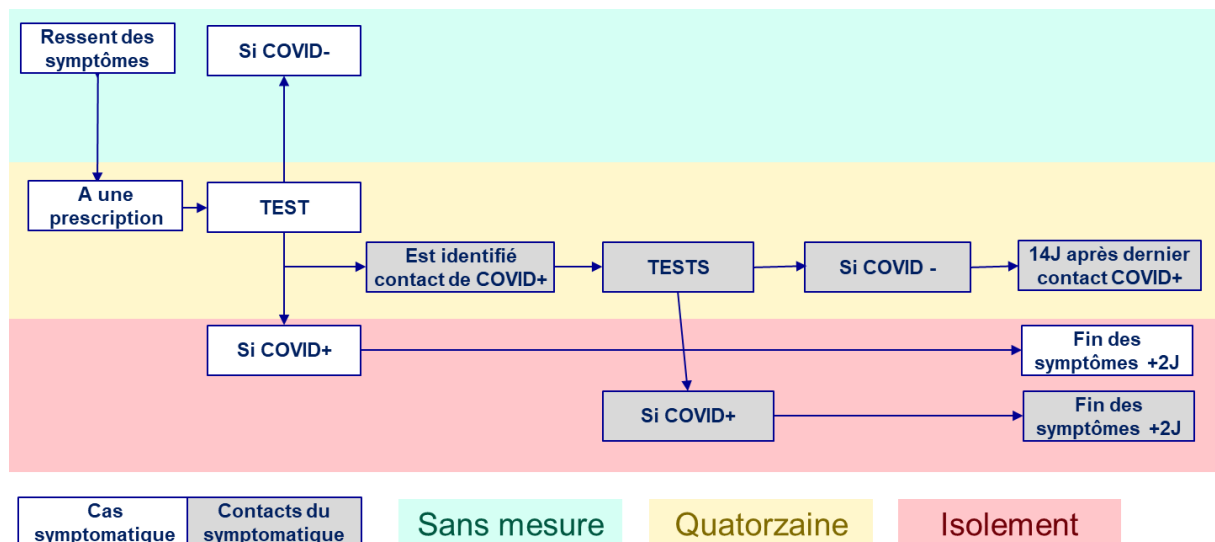 Ressent des
symptômes
Si COVID-
A une
prescription
TEST
Est identifié
contact de COVID+
TESTS
Si COVID -
14J après dernier
contact COVID+
Si COVID+
Fin des
symptômes +2J
Si COVID+
Fin des
symptômes +2J
Cas
symptomatique
Contacts du
symptomatique
Sans mesure
Quatorzaine
Isolement